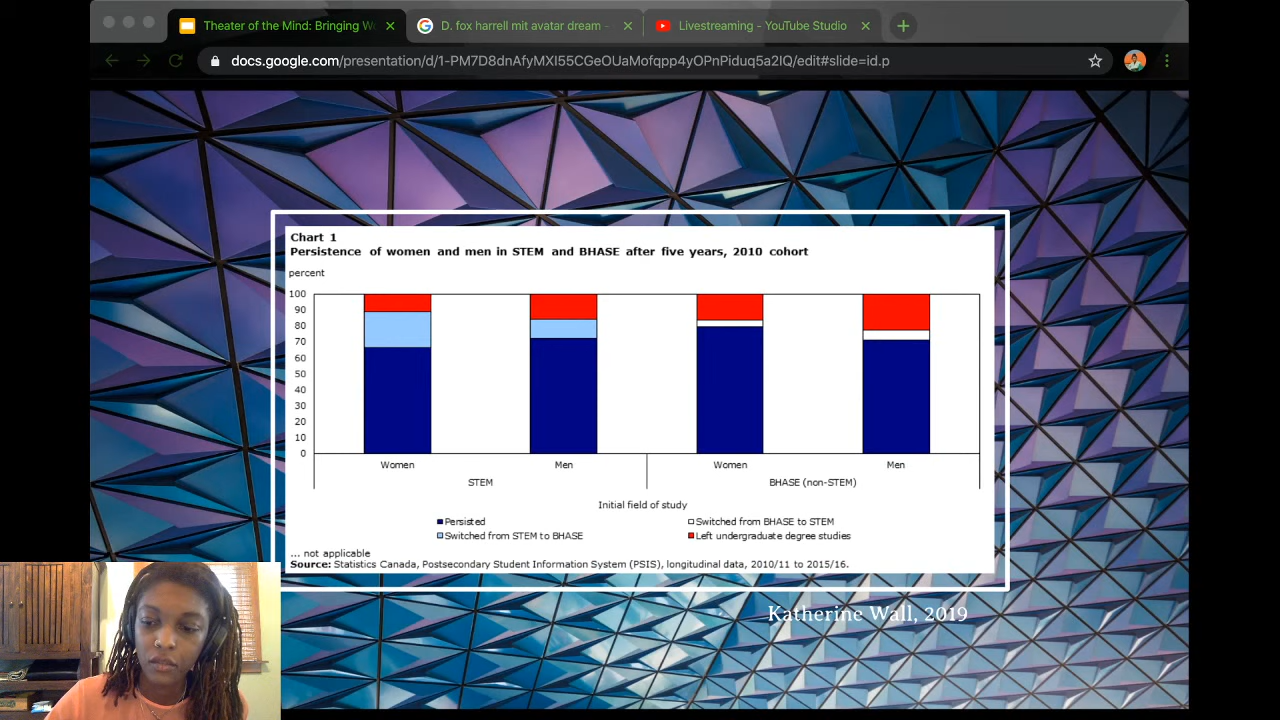 Theater of the Mind: Bringing Wo
D. fox harrell mit avatar dream -
Livestreaming - YouTube Studio
docs.google.com/presentation/d/1-PM7D8dnAfyMXI55CGeOUaMofqpp4yOPnPiduq5a2IQ/edit#slide=id.p
Chart 1
Persistence of women and men in STEM and BHASE after five years, 2010 cohort
percent
100
90
80
70
60
50
40
30
20
10
0
Women
Men
Women
Men
STEM
BHASE (non-STEM)
Initial field of study
Persisted
Switched from BHASE to STEM
Switched from STEM to BHASE
Left undergraduate degree studies
... not applicable
Source: Statistics Canada, Postsecondary Student Information System (PSIS), longitudinal data, 2010/11 to 2015/16.
Katherine Wall, 2019